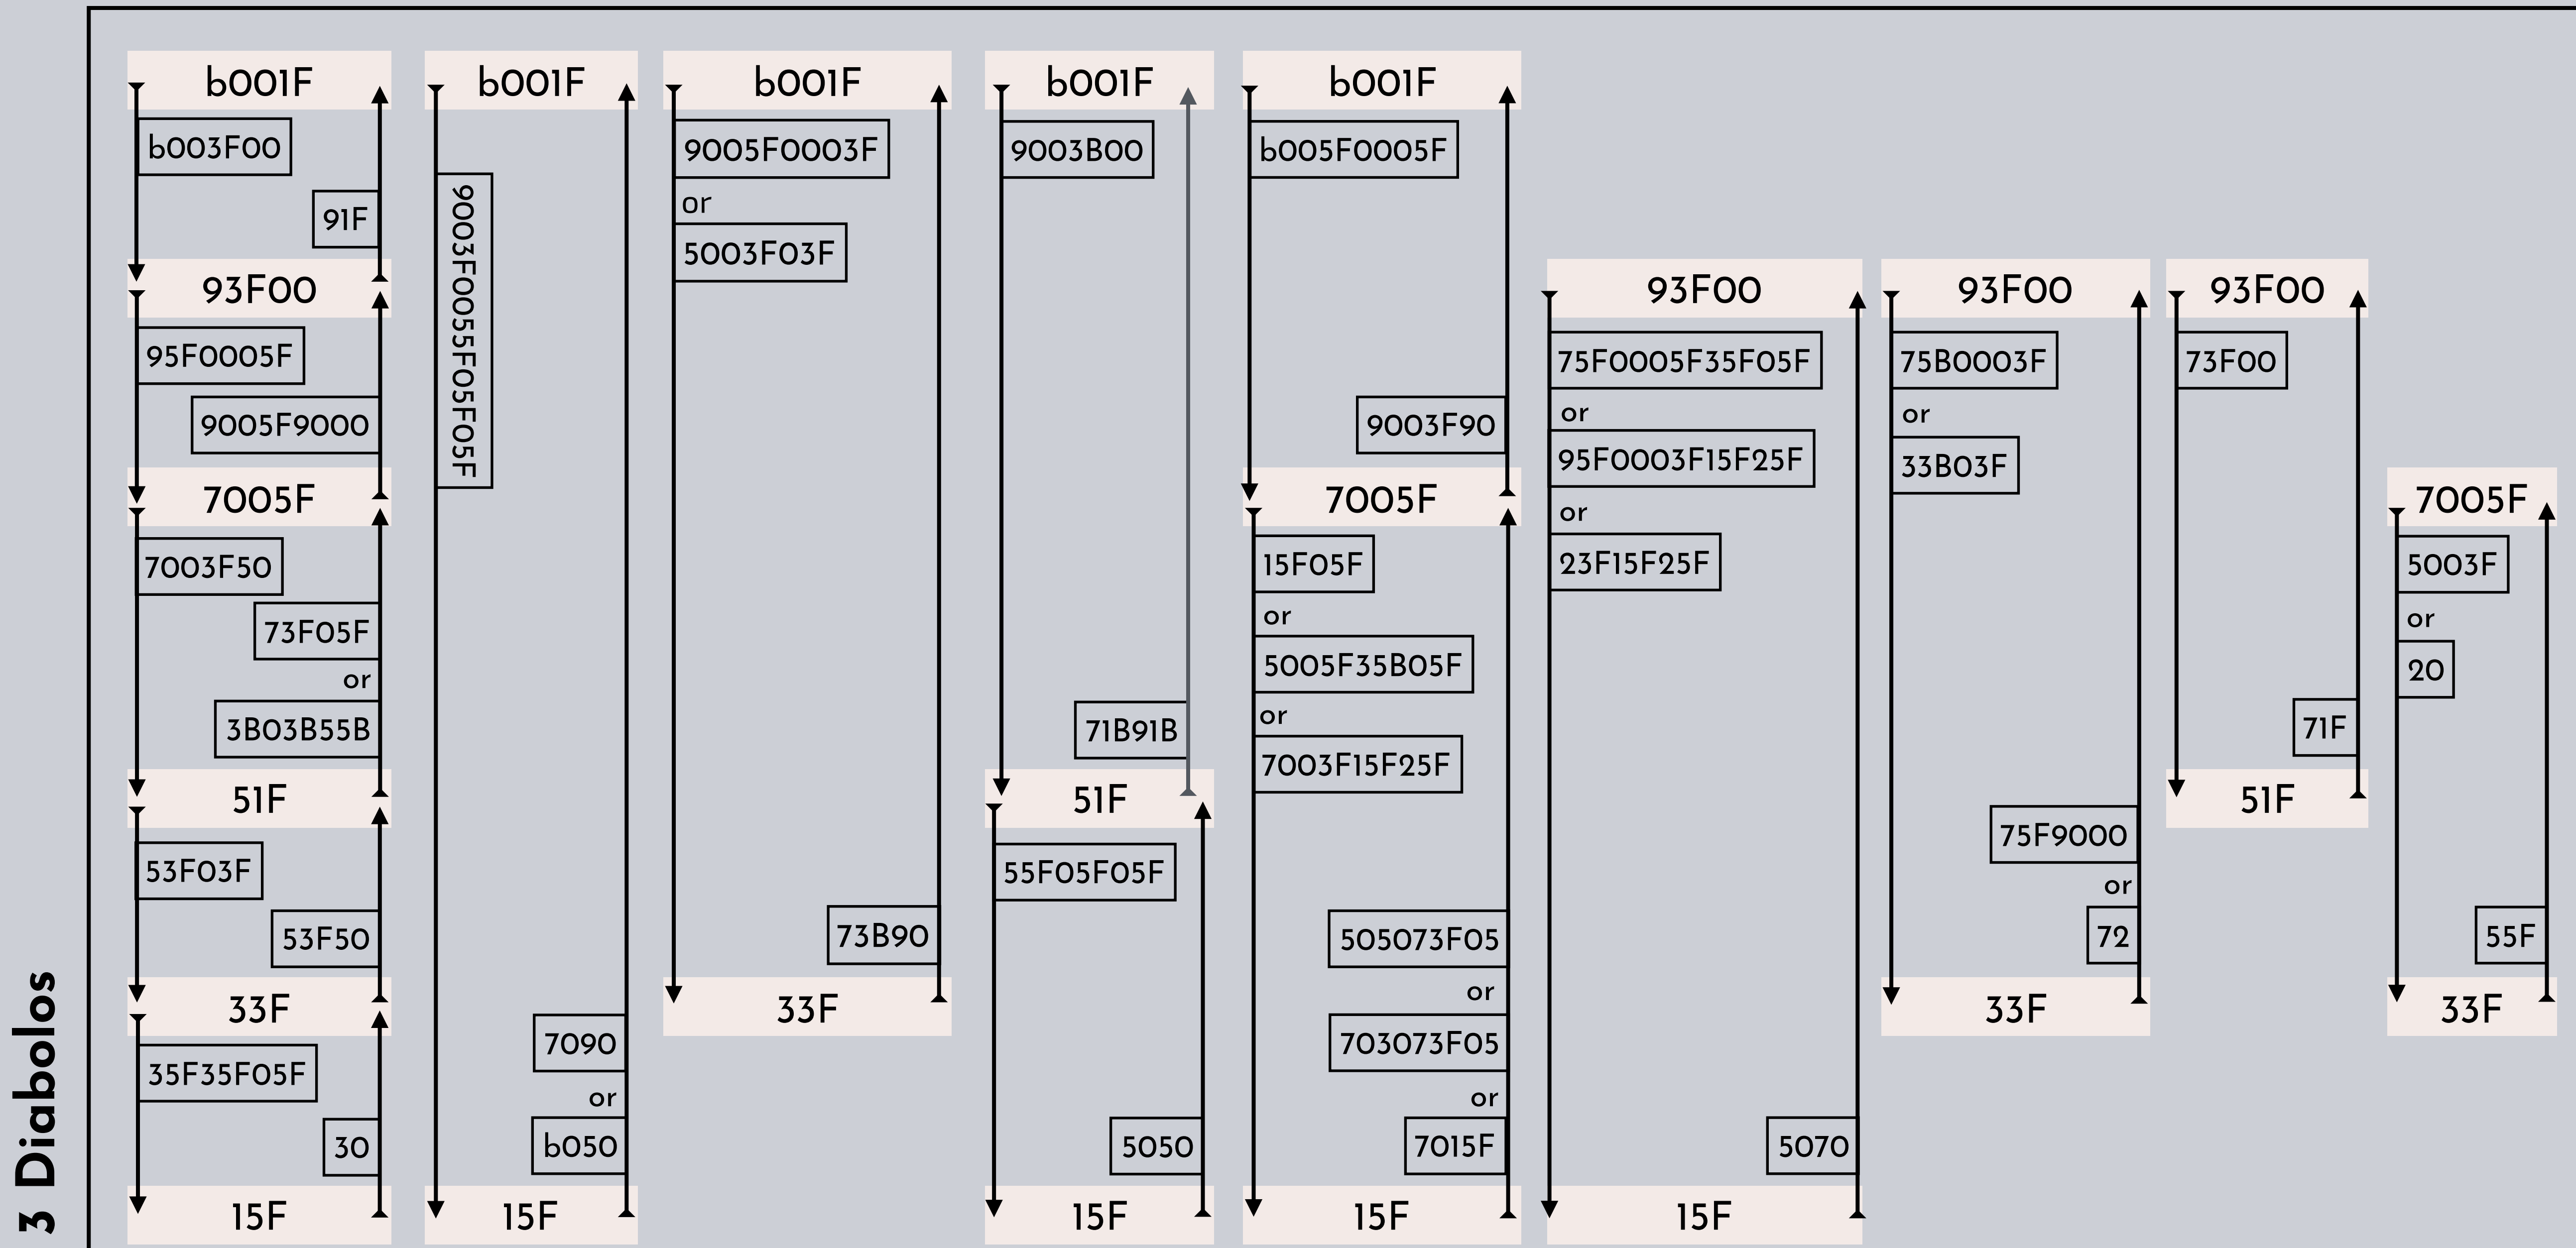 3 Diabolos
b001F
b003F00
91F
93F00
95F0005F
9005F9000
7005F
7003F50
73F05F
or
3B03B55B
51F
53F03F
53F50
33F
35F35F05F
30
15F
b001F
9003F0055F05F05F
7090
or
b050
15F
b001F
9005F0003F
or
5003F03F
73B90
33F
b001F
9003B00
71B91B
51F
55F05F05F
5050
15F
b001F
b005F0005F
9003F90
7005F
15F05F
or
5005F35B05F
or
7003F15F25F
505073F05
or
703073F05
or
7015F
15F
93F00
75F0005F35F05F
or
95F0003F15F25F
or
23F15F25F
5070
15F
93F00
75B0003F
or
33B03F
75F9000
or
72
33F
93F00
73F00
71F
51F
7005F
5003F
or
20
55F
33F